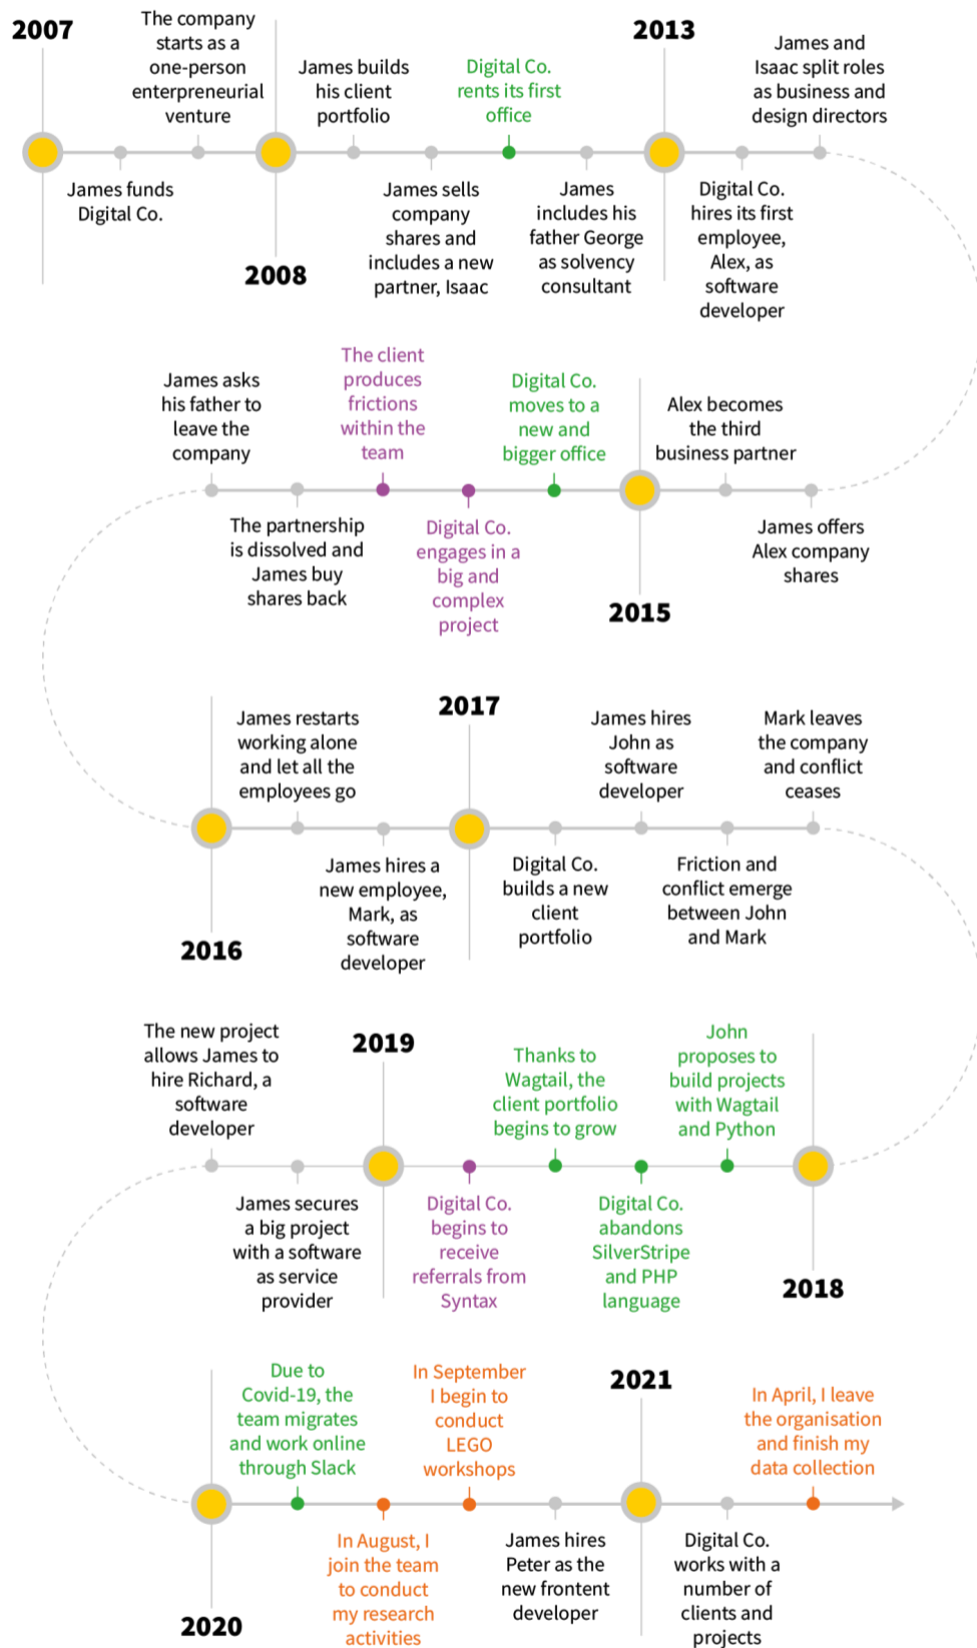 2007
James funds
Digital Co.
The company
starts as a
one-person
enterpreneurial
venture
2008
James builds
his client
portfolio
James sells
company
shares and
includes a new
partner, Isaac
Digital Co.
rents its first
office
James
includes his
father George
as solvency
consultant
2013
Digital Co.
hires its first
employee,
Alex, as
software
developer
James and
Isaac split roles
as business and
design directors
James offers
Alex company
shares
Alex becomes
the third
business partner
2015
Digital Co.
moves to a
new and
bigger office
Digital Co.
engages in a
big and
complex
project
The client
produces
frictions
within the
team
The partnership
is dissolved and
James buy
shares back
James asks
his father to
leave the
company
2016
James restarts
working alone
and let all the
employees go
James hires a
new employee,
Mark, as
software
developer
2017
Digital Co.
builds a new
client
portfolio
James hires
John as
software
developer
Friction and
conflict emerge
between John
and Mark
Mark leaves
the company
and conflict
ceases
2018
John
proposes to
build projects
with Wagtail
and Python
Digital Co.
abandons
SilverStripe
and PHP
language
Thanks to
Wagtail, the
client portfolio
begins to grow
Digital Co.
begins to
receive
referrals from
Syntax
2019
James secures
a big project
with a software
as service
provider
The new project
allows James to
hire Richard, a
software
developer
2020
Due to
Covid-19, the
team migrates
and work online
through Slack
In August, I
join the team
to conduct
my research
activities
In September
I begin to
conduct
LEGO
workshops
James hires
Peter as the
new frontent
developer
2021
Digital Co.
works with a
number of
clients and
projects
In April, I leave
the organisation
and finish my
data collection